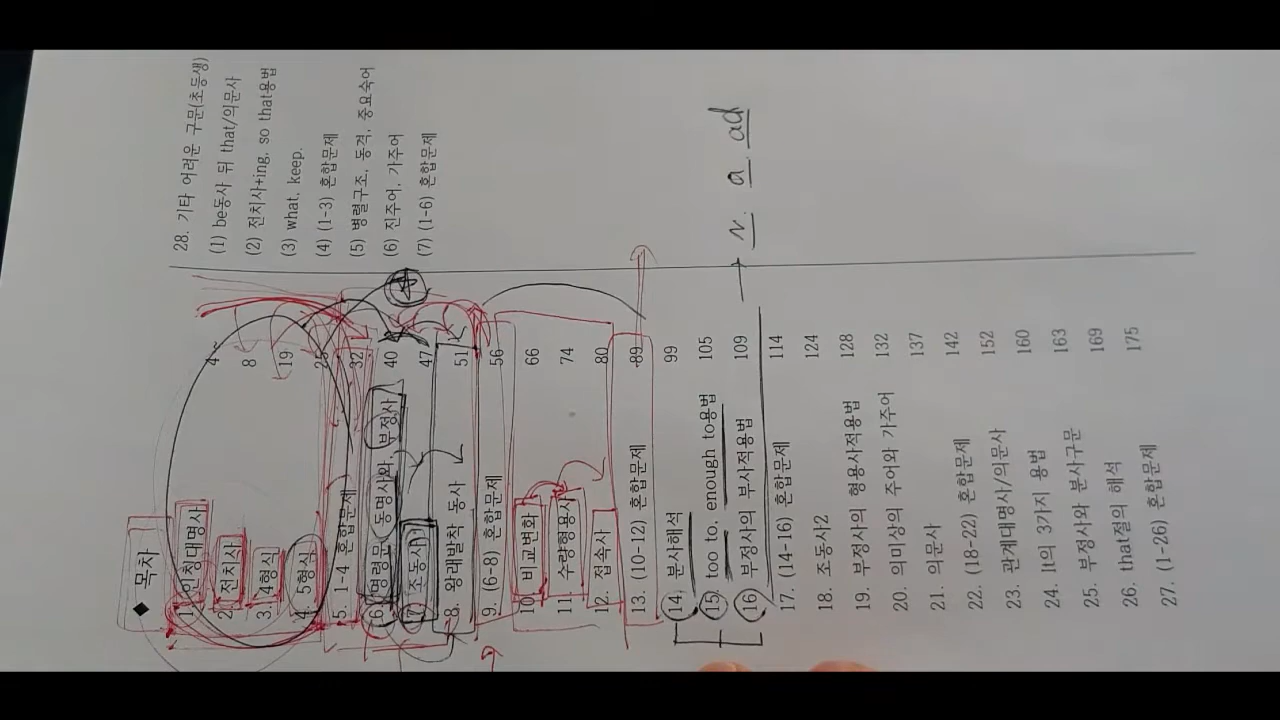 ◆ 목차
1. 인칭대명사 4
2. 전치사 8
3. 4형식 19
4. 5형식 25
5. 1-4 혼합문제 32
6. 명령문, 동명사와, 부정사 40
7. 조동사1 47
8. 왕래발착 동사 51
9. (6-8) 혼합문제 56
10. 비교변화 66
11. 수량형용사 74
12. 접속사 80
13. (10-12) 혼합문제 89
14. 분사해석 99
15. too to, enough to용법 105
16. 부정사의 부사적용법 109
17. (14-16) 혼합문제 114
18. 조동사2 124
19. 부정사의 형용사적용법 128
20. 의미상의 주어와 가주어 132
21. 의문사 137
22. (18-22) 혼합문제 142
23. 관계대명사/의문사 152
24. It의 3가지 용법 160
25. 부정사와 분사구문 163
26. that절의 해석 169
27. (1-26) 혼합문제 175
28. 기타 어려운 구문(초등생)
(1) be동사 뒤 that/의문사
(2) 전치사+ing, so that용법
(3) what, keep.
(4) (1-3) 혼합문제
(5) 병렬구조, 동격, 중요숙어
(6) 진주어, 가주어
(7) (1-6) 혼합문제
→ n. a. ad